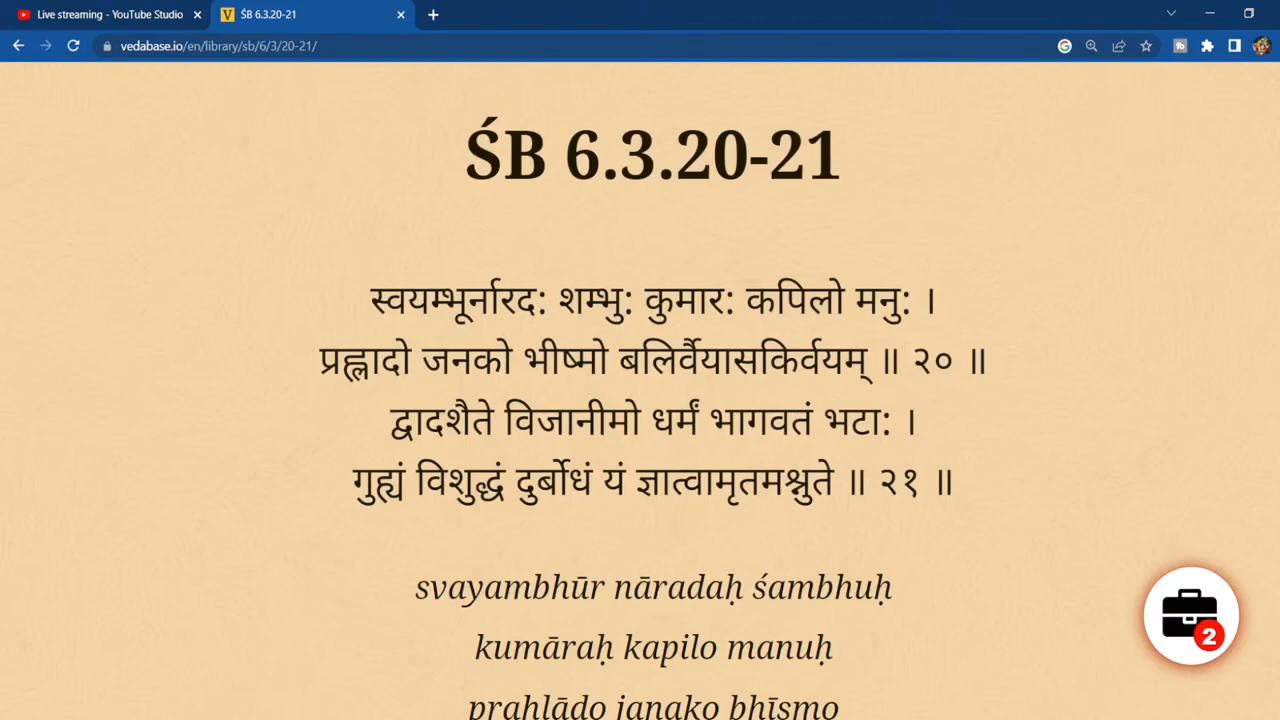 Live streaming - YouTube Studio
ŚB 6.3.20-21
vedabase.io/en/library/sb/6/3/20-21/
ŚB 6.3.20-21
स्वयम्भूर्नारद: शम्भु: कुमार: कपिलो मनु: ।
प्रह्लादो जनको भीष्मो बलिर्वैयासकिर्वयम् ॥ २० ॥
द्वादशैते विजानीमो धर्मं भागवतं भटा: ।
गुह्यं विशुद्धं दुर्बोधं यं ज्ञात्वामृतमश्नुते ॥ २१ ॥
svayambhūr nāradaḥ śambhuḥ
kumāraḥ kapilo manuḥ
prahlādo janako bhīṣmo
2